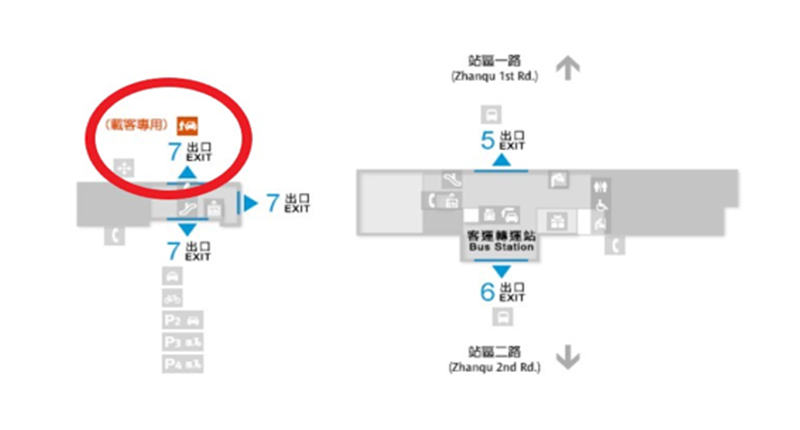 (載客專用)
7 出口
EXIT
7 出口
EXIT
7 出口
EXIT
P2
P3
P4
站區一路
(Zhanqu 1st Rd.)
5 出口
EXIT
客運轉運站
Bus Station
6 出口
EXIT
站區二路
(Zhanqu 2nd Rd.)